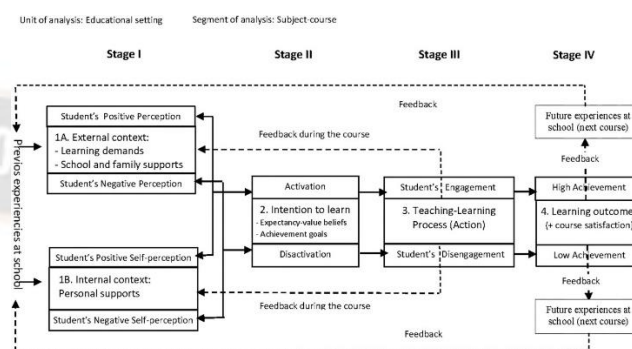 Unit of analysis: Educational setting
Segment of analysis: Subject-course
Stage I
Stage II
Stage III
Stage IV
Feedback
Previos experiencies at school
Student's Positive Perception
1A. External context:
- Learning demands
- School and family supports
Student's Negative Perception
Feedback during the course
Student's Positive Self-perception
1B. Internal context:
Personal supports
Student's Negative Self-perception
Feedback during the course
Activation
2. Intention to learn
- Expectancy-value beliefs
- Achievement goals
Disactivation
Student's Engagement
3. Teaching-Learning
Process (Action)
Student's Disengagement
Future experiences at
school (next course)
Feedback
High Achievement
4. Learning outcome
(+ course satisfaction)
Low Achievement
Feedback
Future experiences at
school (next course)
Feedback